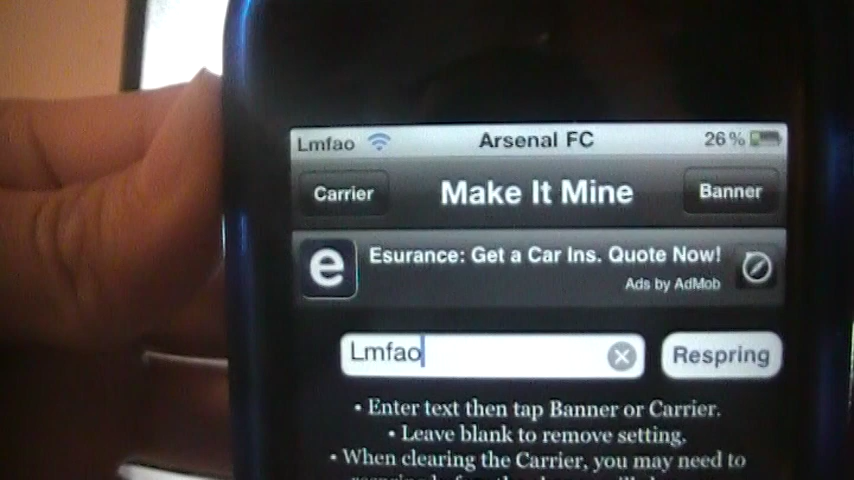 Lmfao Arsenal FC 26%
Carrier Make It Mine Banner
e Esurance: Get a Car Ins. Quote Now!
Ads by AdMob
Lmfao Respring
• Enter text then tap Banner or Carrier.
• Leave blank to remove setting.
• When clearing the Carrier, you may need to